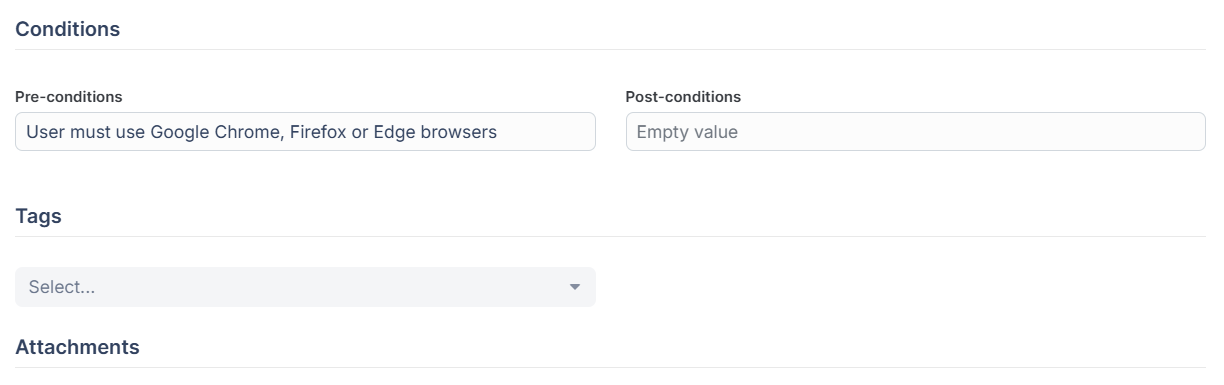 Conditions
Pre-conditions
Post-conditions
User must use Google Chrome, Firefox or Edge browsers
Empty value
Tags
Select...
Attachments